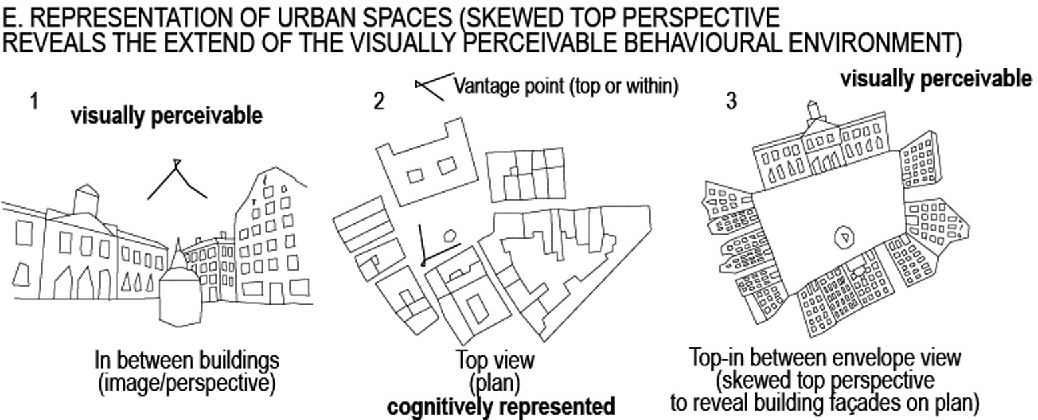 E. REPRESENTATION OF URBAN SPACES (SKEWED TOP PERSPECTIVE
REVEALS THE EXTEND OF THE VISUALLY PERCEIVABLE BEHAVIOURAL ENVIRONMENT)
1
visually perceivable
In between buildings
(image/perspective)
2
Vantage point (top or within)
Top view
(plan)
cognitively represented
3
visually perceivable
Top-in between envelope view
(skewed top perspective
to reveal building façades on plan)